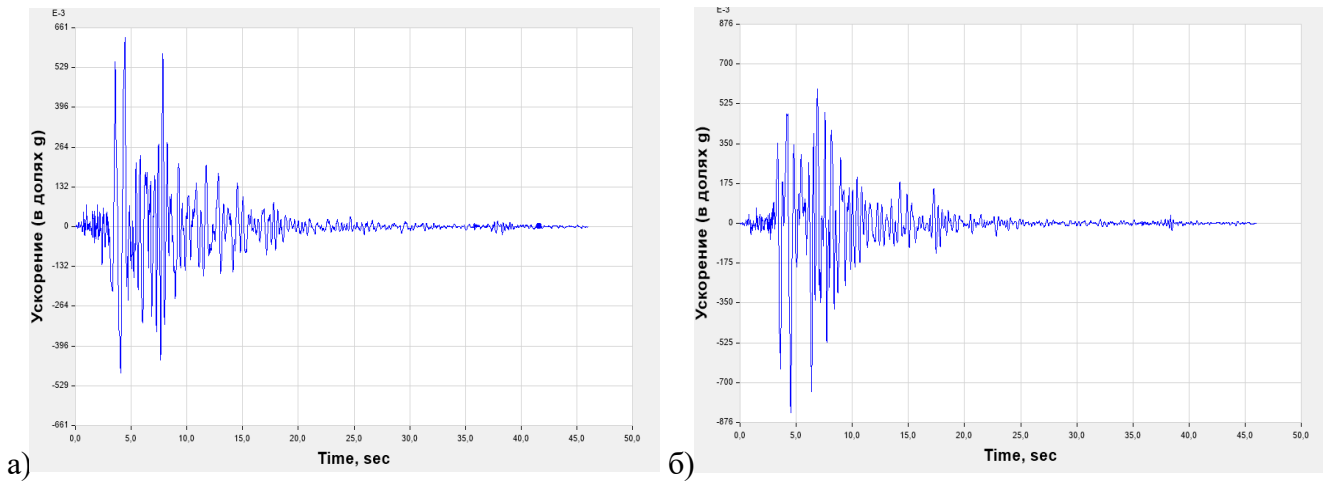 E-3
661
529
396
264
132
0
-132
-264
-396
-529
-661
Ускорение (в долях g)
0,0 5,0 10,0 15,0 20,0 25,0 30,0 35,0 40,0 45,0 50,0
Time, sec
а)
E-3
876
700
525
350
175
0
-175
-350
-525
-700
-876
Ускорение (в долях g)
0,0 5,0 10,0 15,0 20,0 25,0 30,0 35,0 40,0 45,0 50,0
Time, sec
б)